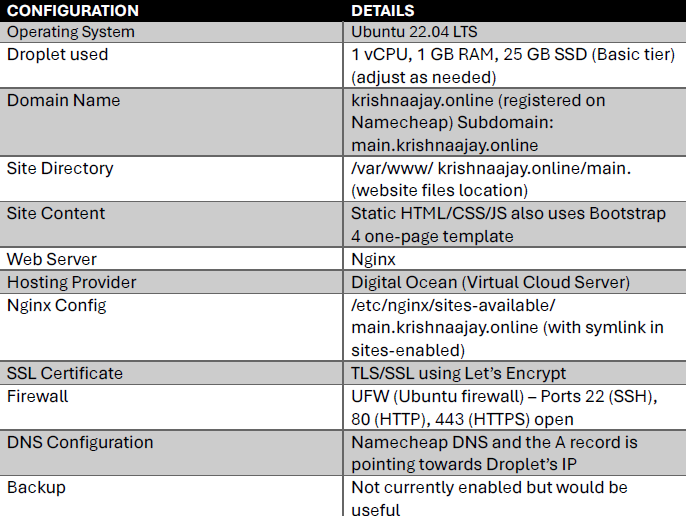 CONFIGURATION DETAILS
Operating System Ubuntu 22.04 LTS
Droplet used 1 vCPU, 1 GB RAM, 25 GB SSD (Basic tier)
(adjust as needed)
Domain Name krishnaajay.online (registered on
Namecheap) Subdomain:
main.krishnaajay.online
Site Directory /var/www/ krishnaajay.online/main.
(website files location)
Site Content Static HTML/CSS/JS also uses Bootstrap
4 one-page template
Web Server Nginx
Hosting Provider Digital Ocean (Virtual Cloud Server)
Nginx Config /etc/nginx/sites-available/
main.krishnaajay.online (with symlink in
sites-enabled)
SSL Certificate TLS/SSL using Let’s Encrypt
Firewall UFW (Ubuntu firewall) – Ports 22 (SSH),
80 (HTTP), 443 (HTTPS) open
DNS Configuration Namecheap DNS and the A record is
pointing towards Droplet’s IP
Backup Not currently enabled but would be
useful